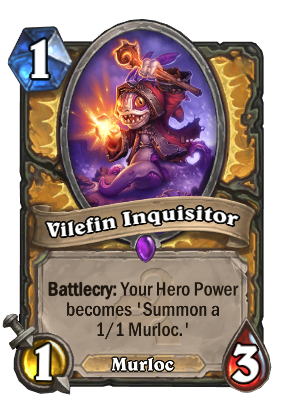 1
Vilefin Inquisitor
Battlecry: Your Hero Power
becomes 'Summon a
1/1 Murloc.'
1
Murloc
3